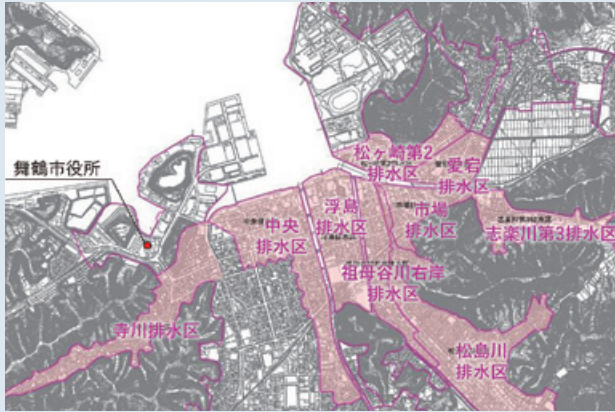 松ヶ崎第2
排水区
愛宕
排水区
舞鶴市役所
浮島
排水区
市場
排水区
中央
排水区
志楽川第3排水区
祖母谷川右岸
排水区
寺川排水区
松島川
排水区